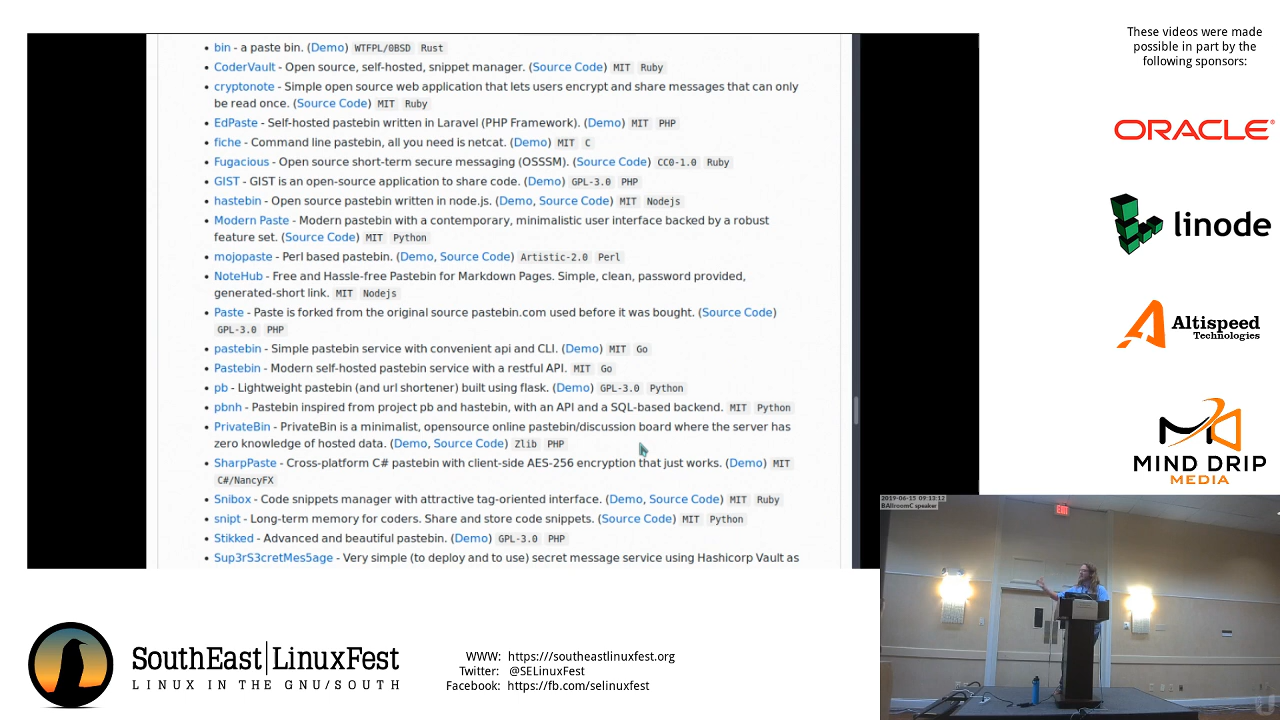 • bin - a paste bin. (Demo) WTFPL/0BSD Rust
• CoderVault - Open source, self-hosted, snippet manager. (Source Code) MIT Ruby
• cryptonote - Simple open source web application that lets users encrypt and share messages that can only
be read once. (Source Code) MIT Ruby
• EdPaste - Self-hosted pastebin written in Laravel (PHP Framework). (Demo) MIT PHP
• fiche - Command line pastebin, all you need is netcat. (Demo) MIT C
• Fugacious - Open source short-term secure messaging (OSSSM). (Source Code) CC0-1.0 Ruby
• GIST - GIST is an open-source application to share code. (Demo) GPL-3.0 PHP
• hastebin - Open source pastebin written in node.js. (Demo, Source Code) MIT Nodejs
• Modern Paste - Modern pastebin with a contemporary, minimalistic user interface backed by a robust
feature set. (Source Code) MIT Python
• mojopaste - Perl based pastebin. (Demo, Source Code) Artistic-2.0 Perl
• NoteHub - Free and Hassle-free Pastebin for Markdown Pages. Simple, clean, password provided,
generated-short link. MIT Nodejs
• Paste - Paste is forked from the original source pastebin.com used before it was bought. (Source Code)
GPL-3.0 PHP
• pastebin - Simple pastebin service with convenient api and CLI. (Demo) MIT Go
• Pastebin - Modern self-hosted pastebin service with a restful API. MIT Go
• pb - Lightweight pastebin (and url shortener) built using flask. (Demo) GPL-3.0 Python
• pbnh - Pastebin inspired from project pb and hastebin, with an API and a SQL-based backend. MIT Python
• PrivateBin - PrivateBin is a minimalist, opensource online pastebin/discussion board where the server has
zero knowledge of hosted data. (Demo, Source Code) Zlib PHP
• SharpPaste - Cross-platform C# pastebin with client-side AES-256 encryption that just works. (Demo) MIT
C#/NancyFX
• Snibox - Code snippets manager with attractive tag-oriented interface. (Demo, Source Code) MIT Ruby
• snipt - Long-term memory for coders. Share and store code snippets. (Source Code) MIT Python
• Stikked - Advanced and beautiful pastebin. (Demo) GPL-3.0 PHP
• Sup3rS3cretMes5age - Very simple (to deploy and to use) secret message service using Hashicorp Vault as
These videos were made
possible in part by the
following sponsors:
ORACLE
linode
Altispeed
Technologies
MIND DRIP
MEDIA
2019-06-15 09:13:12
BAllroomC speaker
EXIT
SouthEast LinuxFest
LINUX IN THE GNU/SOUTH
WWW: https://southeastlinuxfest.org
Twitter: @SELinuxFest
Facebook: https://fb.com/selinuxfest